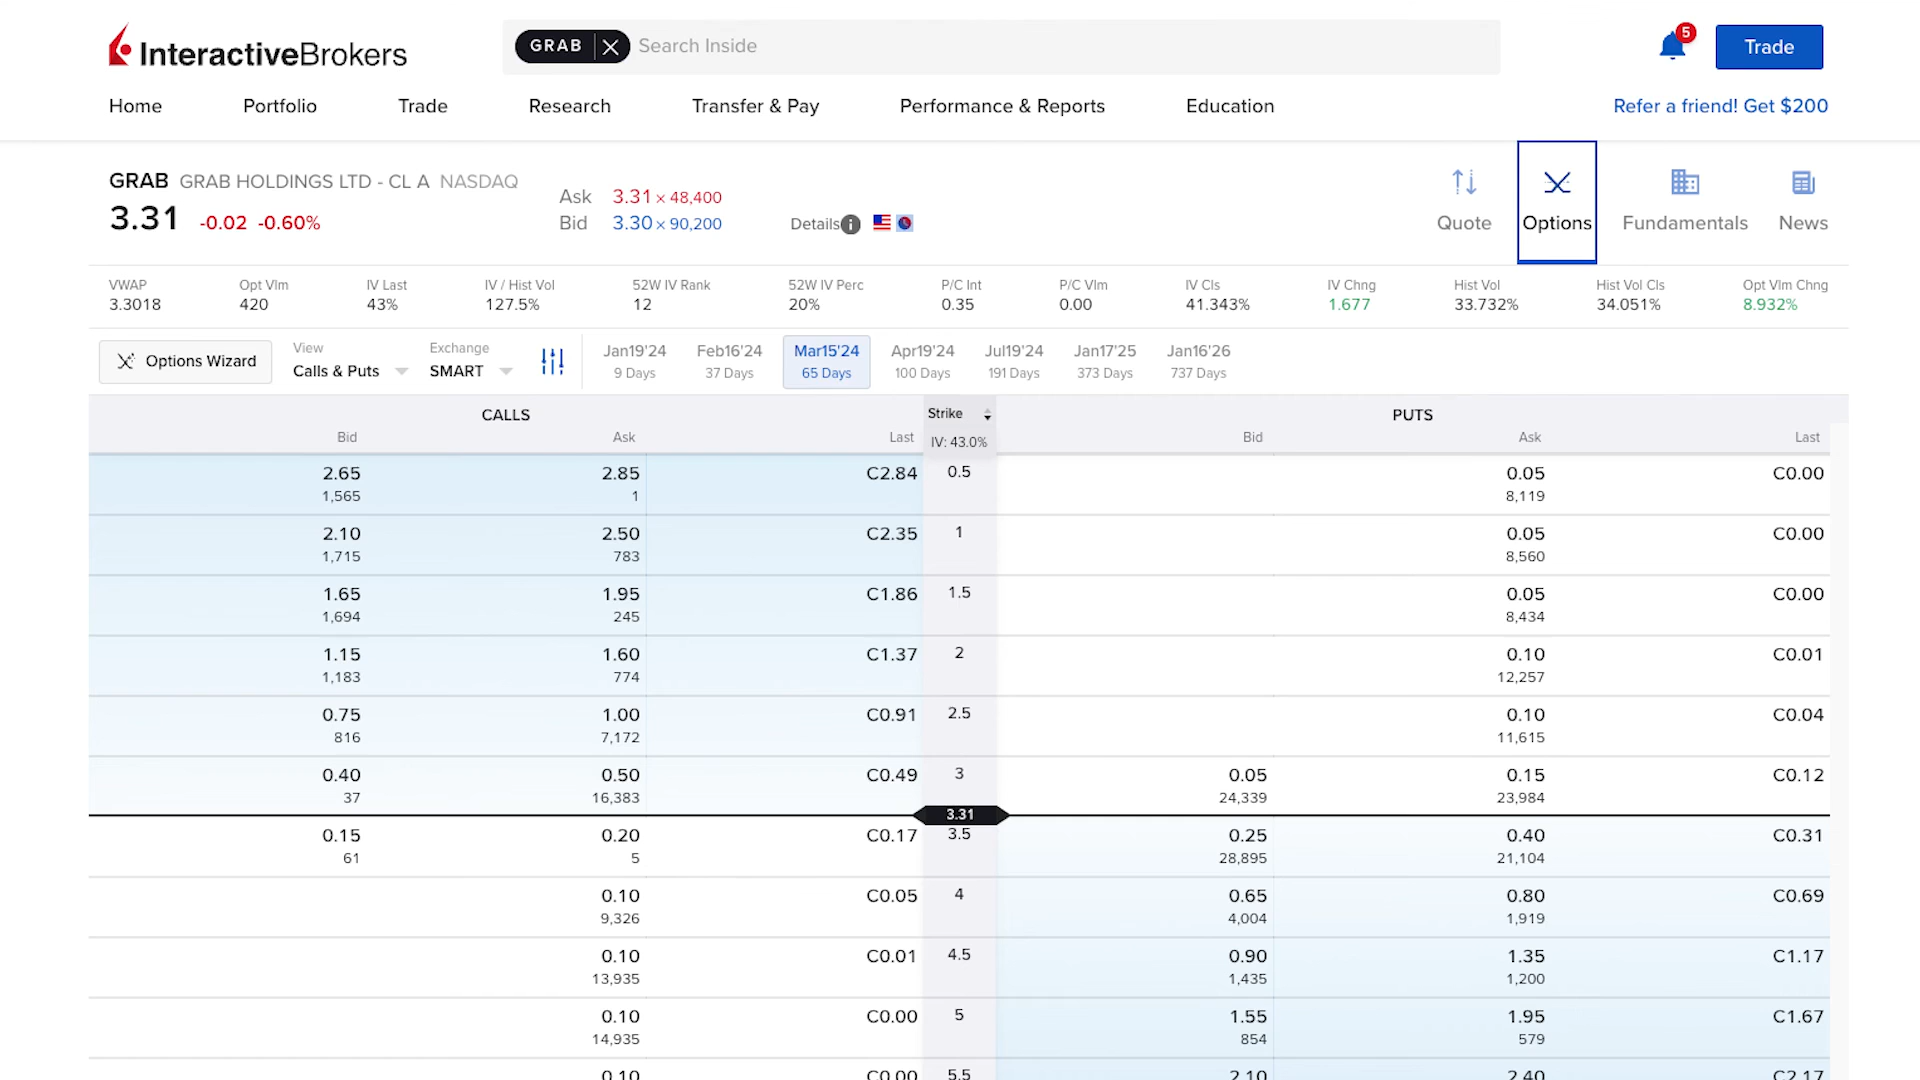 InteractiveBrokers
GRAB Search Inside
5
Trade
Home Portfolio Trade Research Transfer & Pay Performance & Reports Education Refer a friend! Get $200
GRAB GRAB HOLDINGS LTD - CL A NASDAQ
3.31 -0.02 -0.60%
Ask 3.31 × 48,400
Bid 3.30 × 90,200
Details
Quote Options Fundamentals News
VWAP Opt Vlm IV Last IV / Hist Vol 52W IV Rank 52W IV Perc P/C Int P/C Vlm IV Cls IV Chng Hist Vol Hist Vol Cls Opt Vlm Chng
3.3018 420 43% 127.5% 12 20% 0.35 0.00 41.343% 1.677 33.732% 34.051% 8.932%
Options Wizard
View
Calls & Puts
Exchange
SMART
Jan19'24 Feb16'24 Mar15'24 Apr19'24 Jul19'24 Jan17'25 Jan16'26
9 Days 37 Days 65 Days 100 Days 191 Days 373 Days 737 Days
CALLS Strike PUTS
Bid Ask Last IV: 43.0% Bid Ask Last
2.65 2.85 C2.84 0.5 0.05 C0.00
1,565 1 8,119
2.10 2.50 C2.35 1 0.05 C0.00
1,715 783 8,560
1.65 1.95 C1.86 1.5 0.05 C0.00
1,694 245 8,434
1.15 1.60 C1.37 2 0.10 C0.01
1,183 774 12,257
0.75 1.00 C0.91 2.5 0.10 C0.04
816 7,172 11,615
0.40 0.50 C0.49 3 0.05 0.15 C0.12
37 16,383 24,339 23,984
3.31
0.15 0.20 C0.17 3.5 0.25 0.40 C0.31
61 5 28,895 21,104
0.10 C0.05 4 0.65 0.80 C0.69
9,326 4,004 1,919
0.10 C0.01 4.5 0.90 1.35 C1.17
13,935 1,435 1,200
0.10 C0.00 5 1.55 1.95 C1.67
14,935 854 579
0.10 C0.00 5.5 2.10 2.40 C2.17